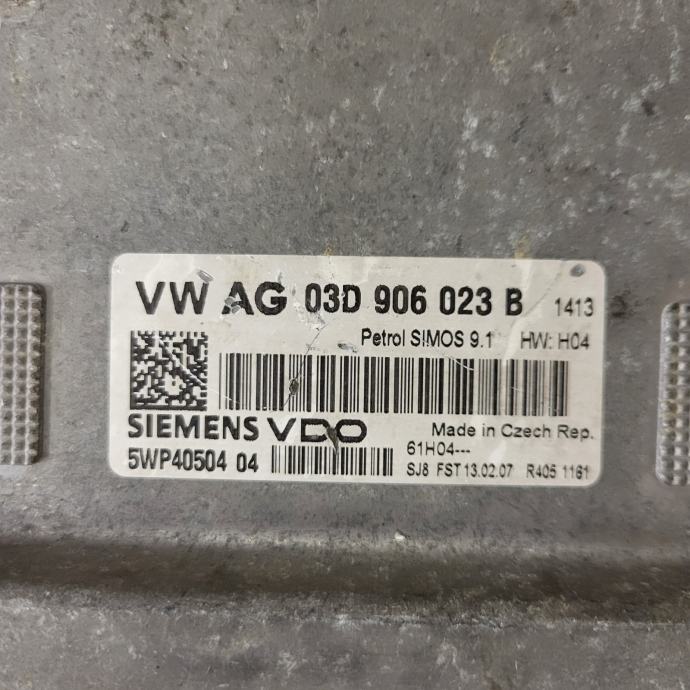 VW AG 03D 906 023 B 1413
Petrol SIMOS 9.1 HW: H04
SIEMENS VDO Made in Czech Rep.
61H04---
5WP40504 04 SJ8 FST 13.02.07 R405 1161